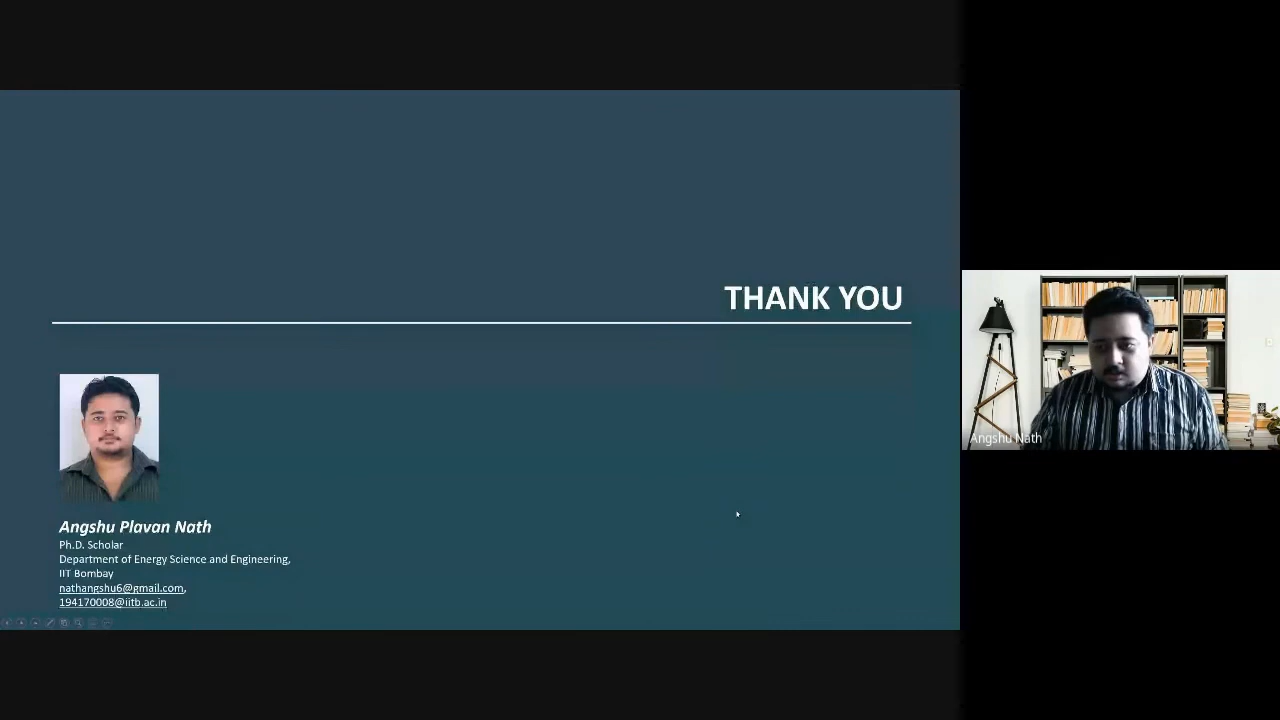 THANK YOU
Angshu Plavan Nath
Ph.D. Scholar
Department of Energy Science and Engineering,
IIT Bombay
nathangshu6@gmail.com,
194170008@iitb.ac.in
Angshu Nath